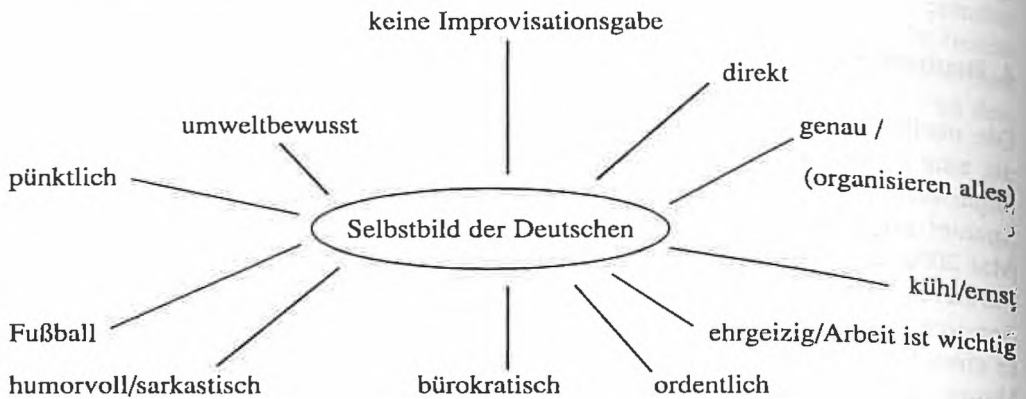 keine Improvisationsgabe
direkt
umweltbewusst
genau /
pünktlich
(organisieren alles)
Selbstbild der Deutschen
kühl/ernst
Fußball
ehrgeizig/Arbeit ist wichtig
humorvoll/sarkastisch
bürokratisch
ordentlich